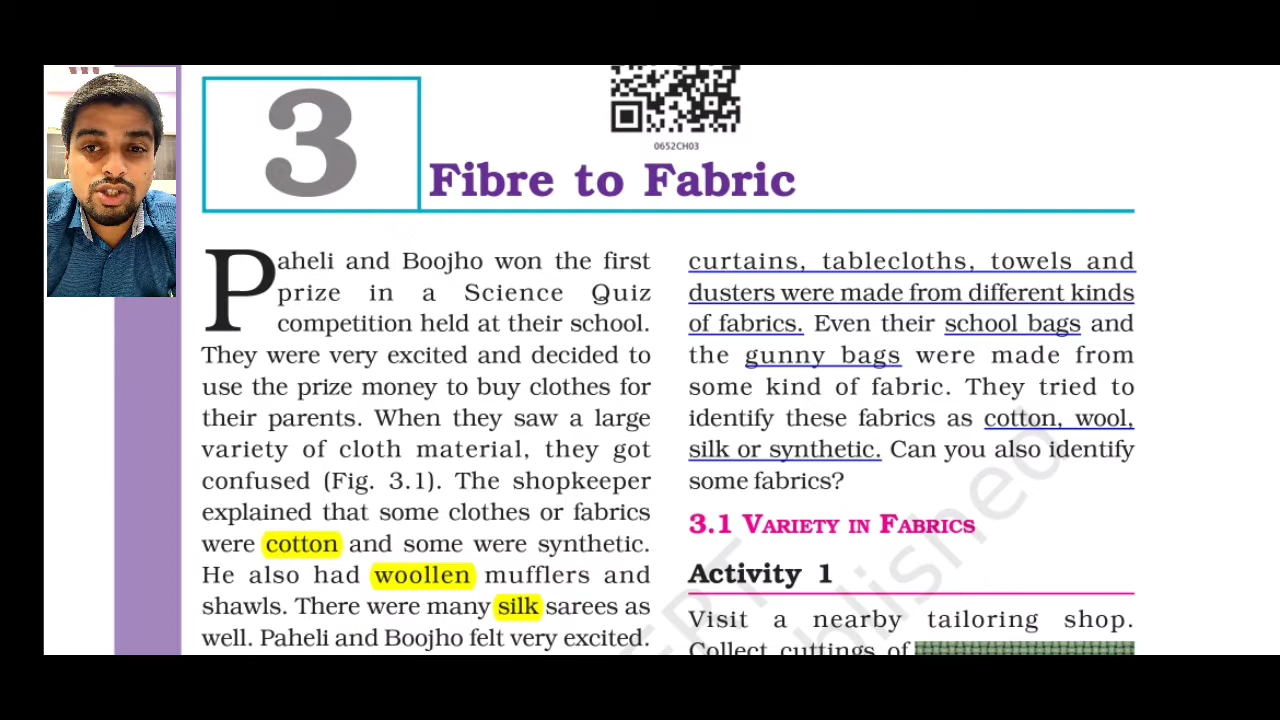 3
0652CH03
Fibre to Fabric
Paheli and Boojho won the first
prize in a Science Quiz
competition held at their school.
They were very excited and decided to
use the prize money to buy clothes for
their parents. When they saw a large
variety of cloth material, they got
confused (Fig. 3.1). The shopkeeper
explained that some clothes or fabrics
were cotton and some were synthetic.
He also had woollen mufflers and
shawls. There were many silk sarees as
well. Paheli and Boojho felt very excited.
curtains, tablecloths, towels and
dusters were made from different kinds
of fabrics. Even their school bags and
the gunny bags were made from
some kind of fabric. They tried to
identify these fabrics as cotton, wool,
silk or synthetic. Can you also identify
some fabrics?
3.1 VARIETY IN FABRICS
Activity 1
Visit a nearby tailoring shop.
Collect cuttings of